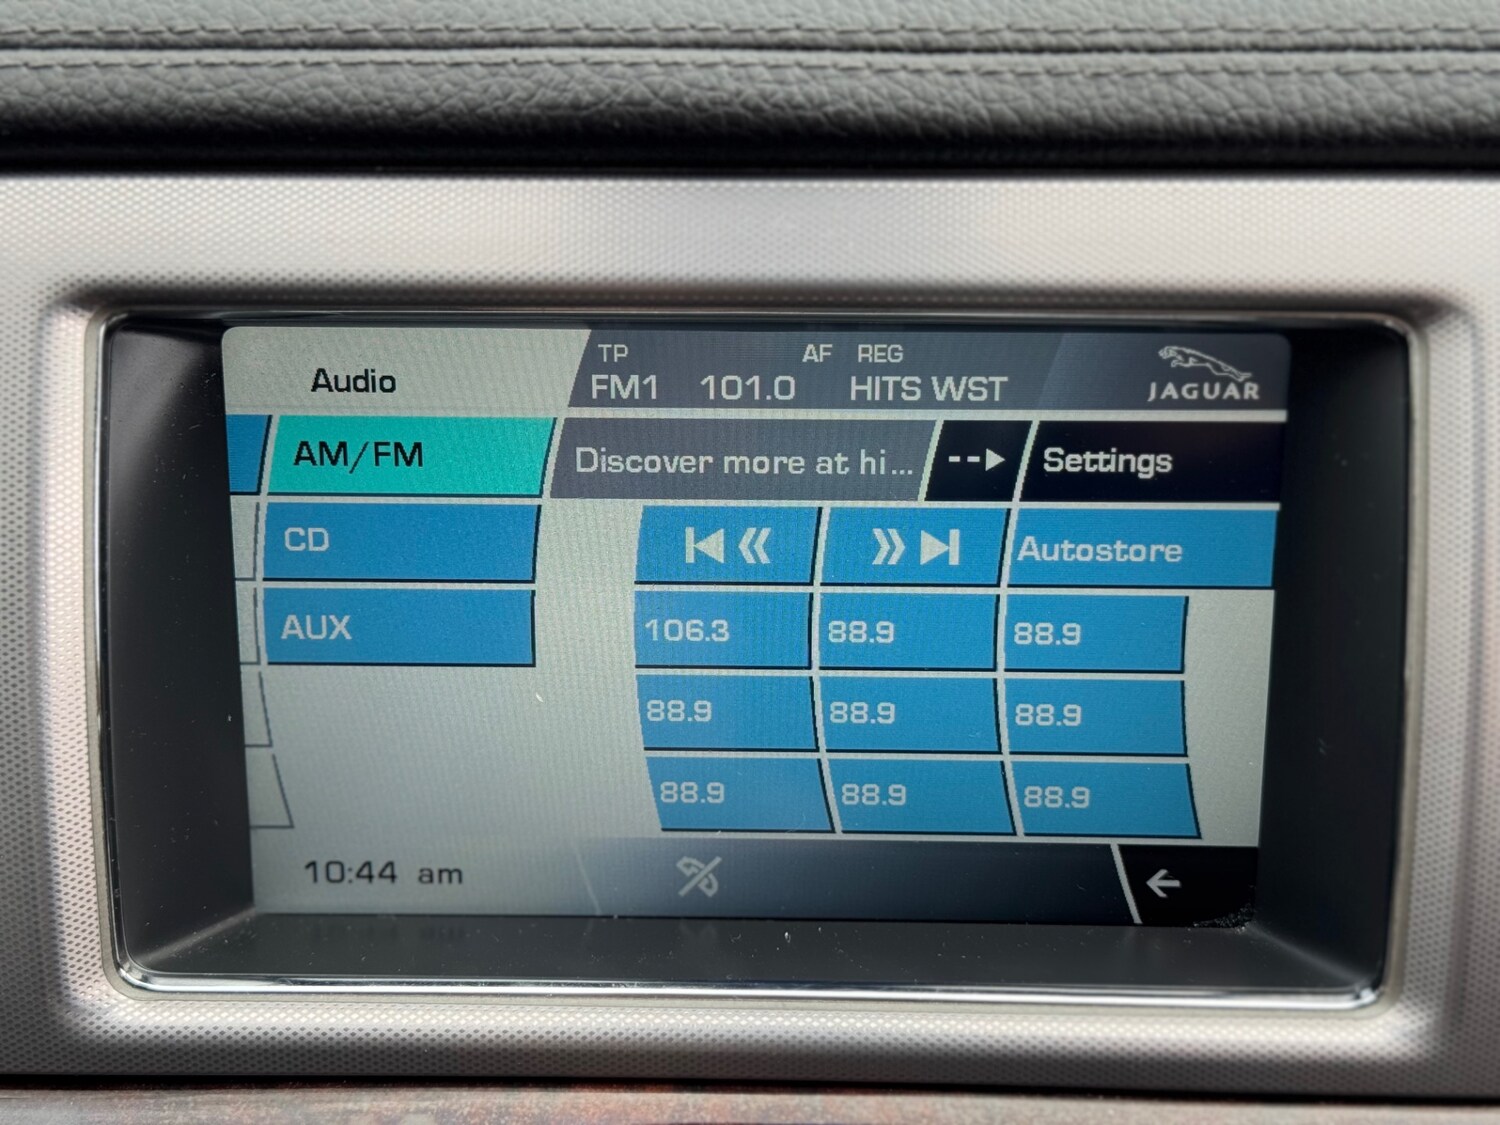 Audio
TP AF REG
FM1 101.0 HITS WST
JAGUAR
AM/FM
Discover more at hi...
Settings
CD
Autostore
AUX
106.3 88.9 88.9
88.9 88.9 88.9
88.9 88.9 88.9
10:44 am